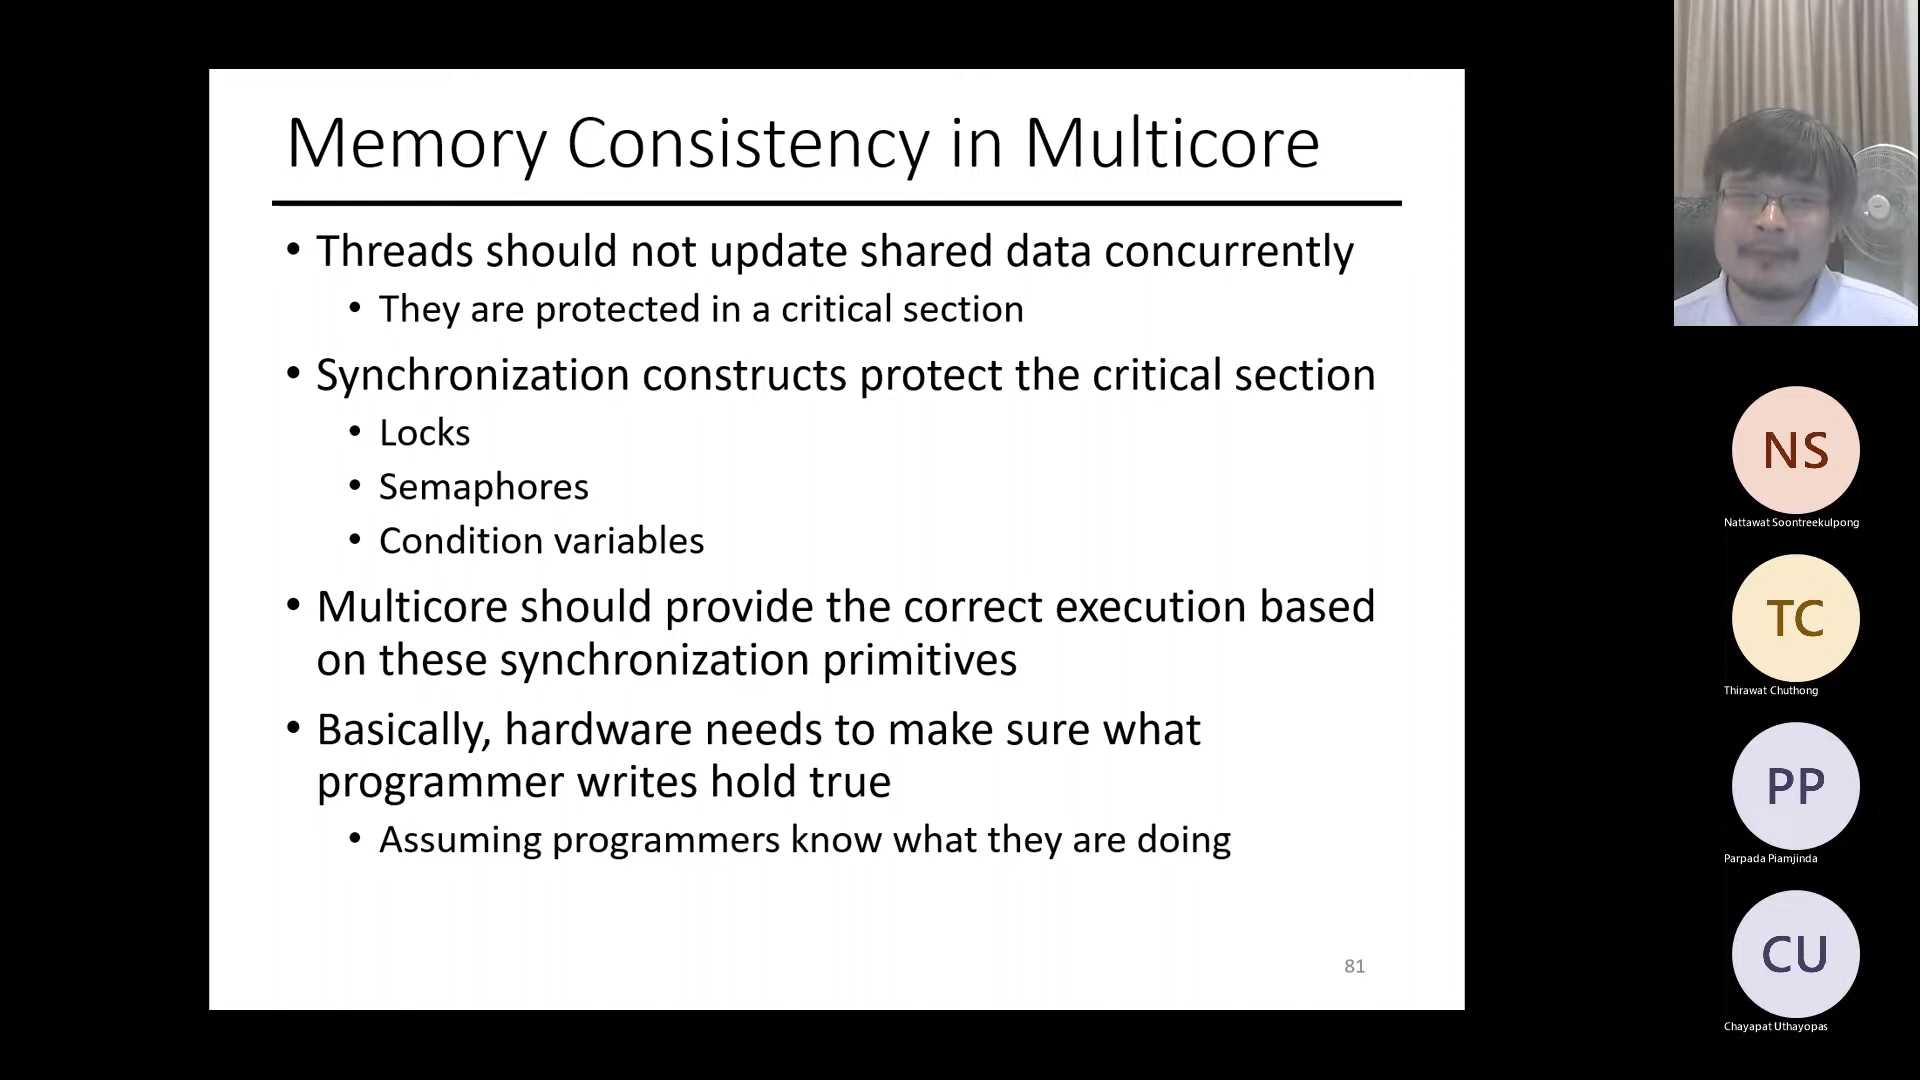 Memory Consistency in Multicore
• Threads should not update shared data concurrently
• They are protected in a critical section
• Synchronization constructs protect the critical section
• Locks
• Semaphores
• Condition variables
• Multicore should provide the correct execution based
on these synchronization primitives
• Basically, hardware needs to make sure what
programmer writes hold true
• Assuming programmers know what they are doing
81
NS
Nattawat Soontreekulpong
TC
Thirawat Chuthong
PP
Parpada Piamjinda
CU
Chayapat Uthayopas